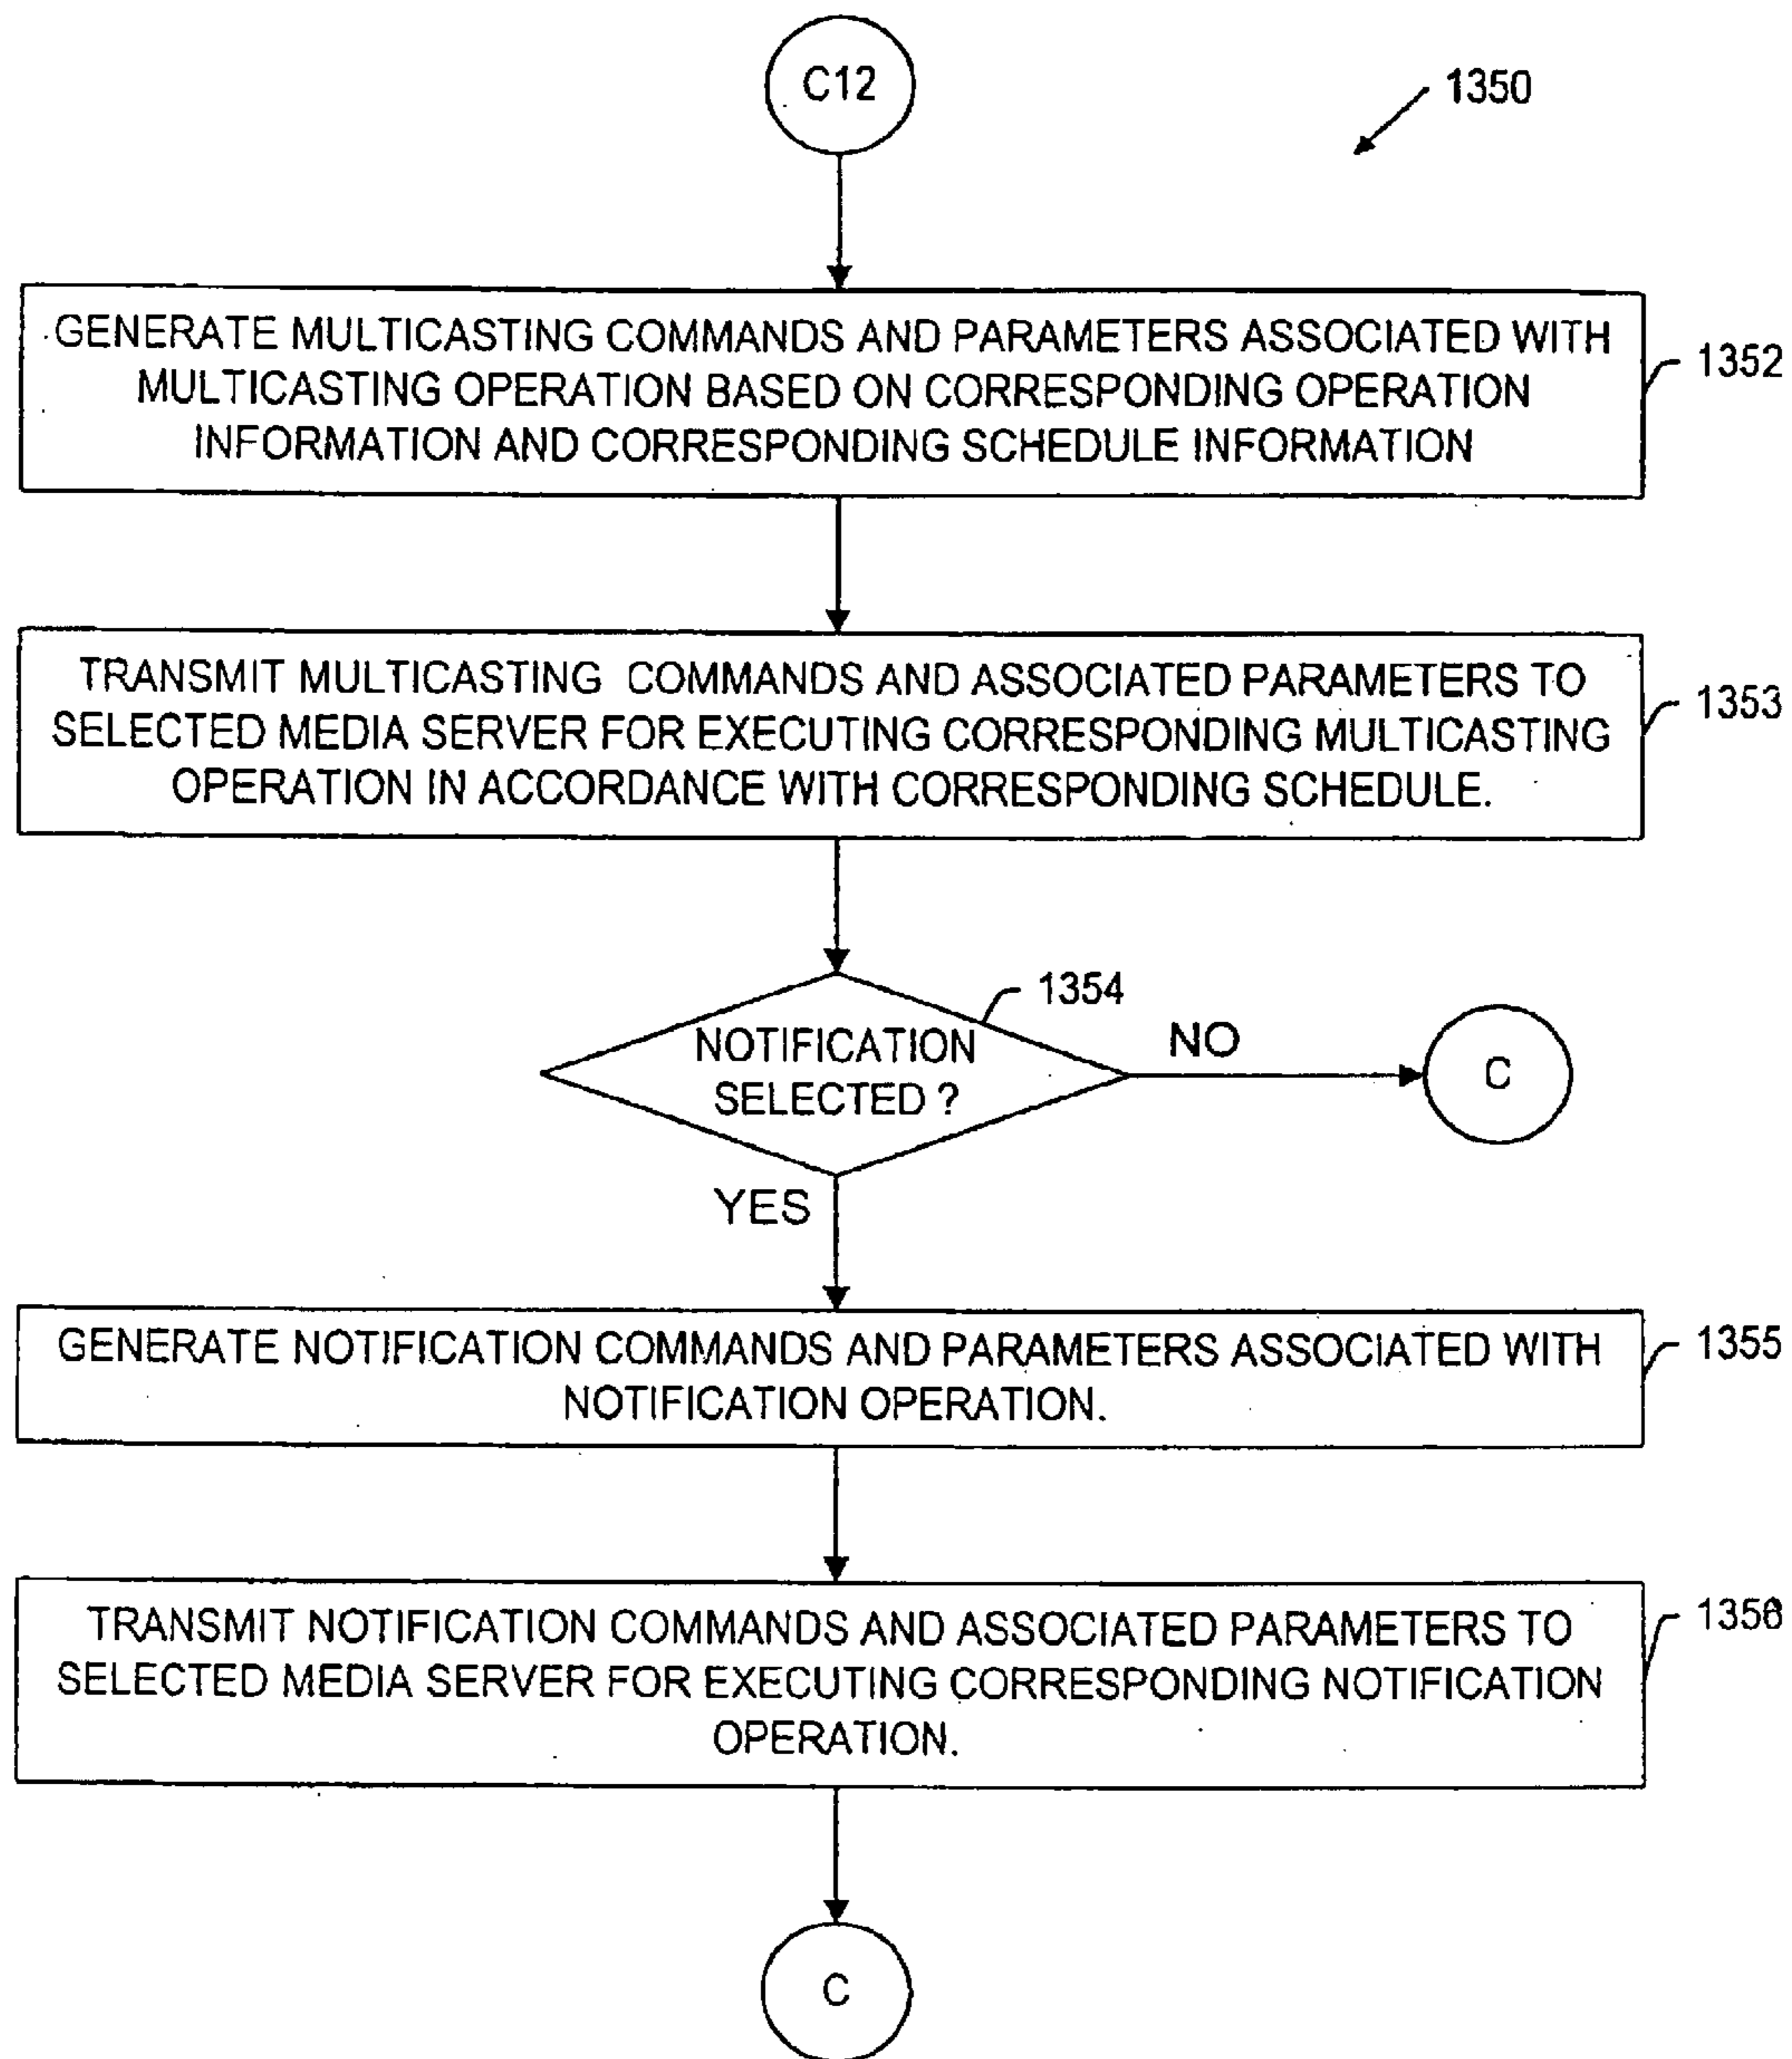 C12
1350
GENERATE MULTICASTING COMMANDS AND PARAMETERS ASSOCIATED WITH
MULTICASTING OPERATION BASED ON CORRESPONDING OPERATION
INFORMATION AND CORRESPONDING SCHEDULE INFORMATION
1352
TRANSMIT MULTICASTING COMMANDS AND ASSOCIATED PARAMETERS TO
SELECTED MEDIA SERVER FOR EXECUTING CORRESPONDING MULTICASTING
OPERATION IN ACCORDANCE WITH CORRESPONDING SCHEDULE.
1353
1354
NOTIFICATION
SELECTED ?
NO
C
YES
GENERATE NOTIFICATION COMMANDS AND PARAMETERS ASSOCIATED WITH
NOTIFICATION OPERATION.
1355
TRANSMIT NOTIFICATION COMMANDS AND ASSOCIATED PARAMETERS TO
SELECTED MEDIA SERVER FOR EXECUTING CORRESPONDING NOTIFICATION
OPERATION.
1356
C